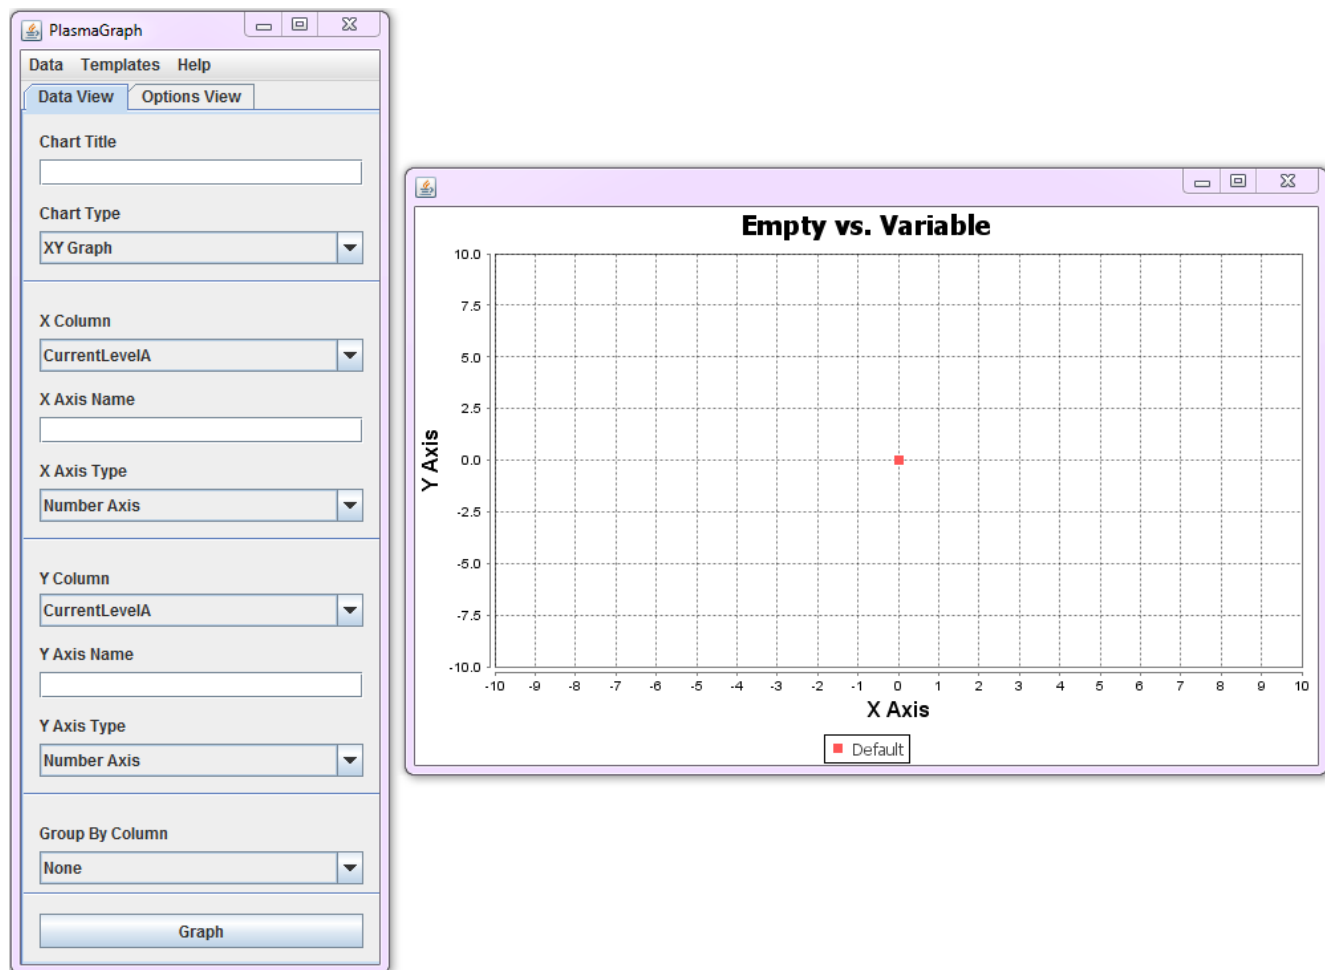 PlasmaGraph
Data Templates Help
Data View Options View
Chart Title
Chart Type
XY Graph
X Column
CurrentLevelA
X Axis Name
X Axis Type
Number Axis
Y Column
CurrentLevelA
Y Axis Name
Y Axis Type
Number Axis
Group By Column
None
Graph
Empty vs. Variable
10.0
7.5
5.0
2.5
0.0
-2.5
-5.0
-7.5
-10.0
Y Axis
-10 -9 -8 -7 -6 -5 -4 -3 -2 -1 0 1 2 3 4 5 6 7 8 9 10
X Axis
Default